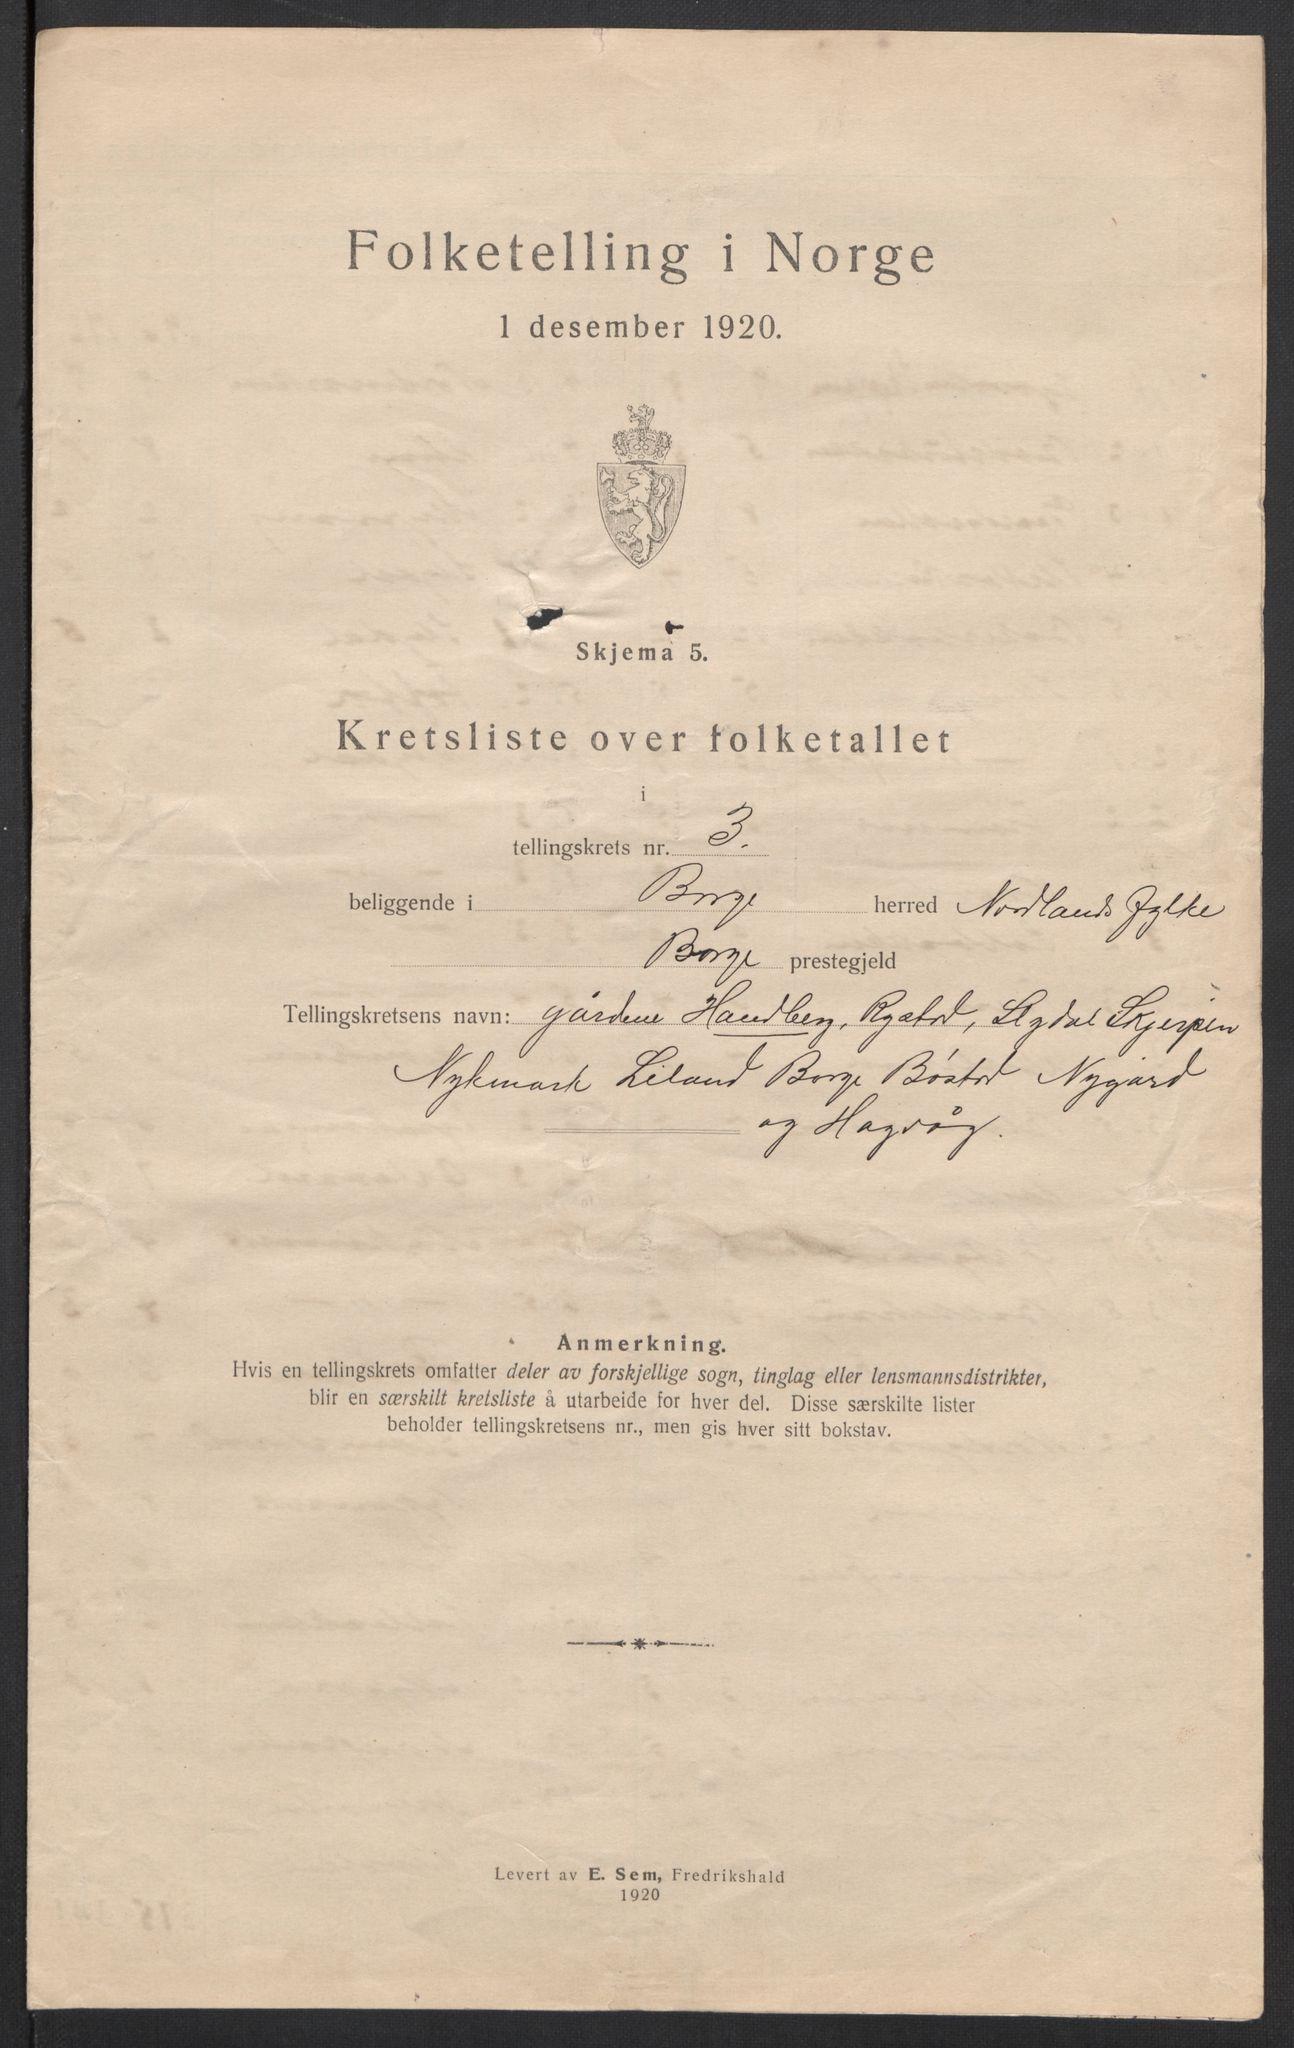 Folketelling i Norge
1 desember 1920.
Skjema 5.
Kretsliste over folketallet
i
tellingskrets nr. 3.
beliggende i Borge herred Nordlands fylke
Borge prestegjeld
Tellingskretsens navn: gårdene Handberg, Rystad, Slydal Skjerpen
Nykmark Liland Borge Bøstad Nygård
og Hagvåg.
Anmerkning.
Hvis en tellingskrets omfatter deler av forskjellige sogn, tinglag eller lensmannsdistrikter,
blir en særskilt kretsliste å utarbeide for hver del. Disse særskilte lister
beholder tellingskretsens nr., men gis hver sitt bokstav.
Levert av E. Sem, Fredrikshald
1920